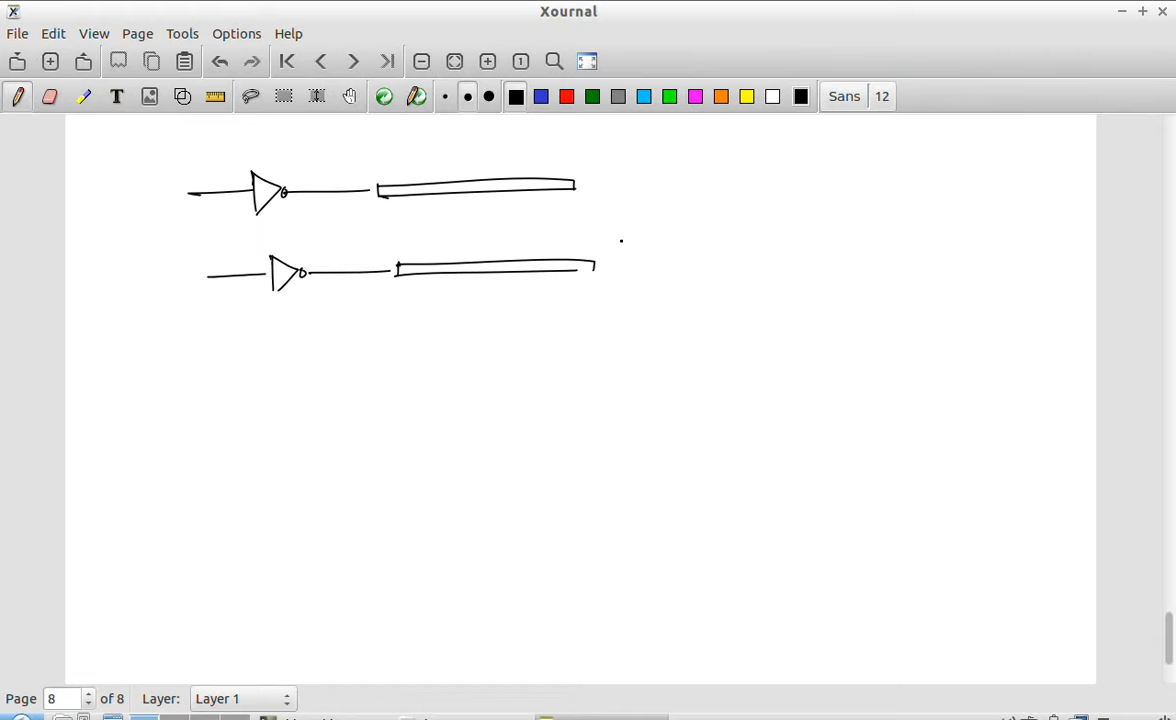 Xournal
File Edit View Page Tools Options Help
Sans 12
Page 8 of 8 Layer: Layer 1